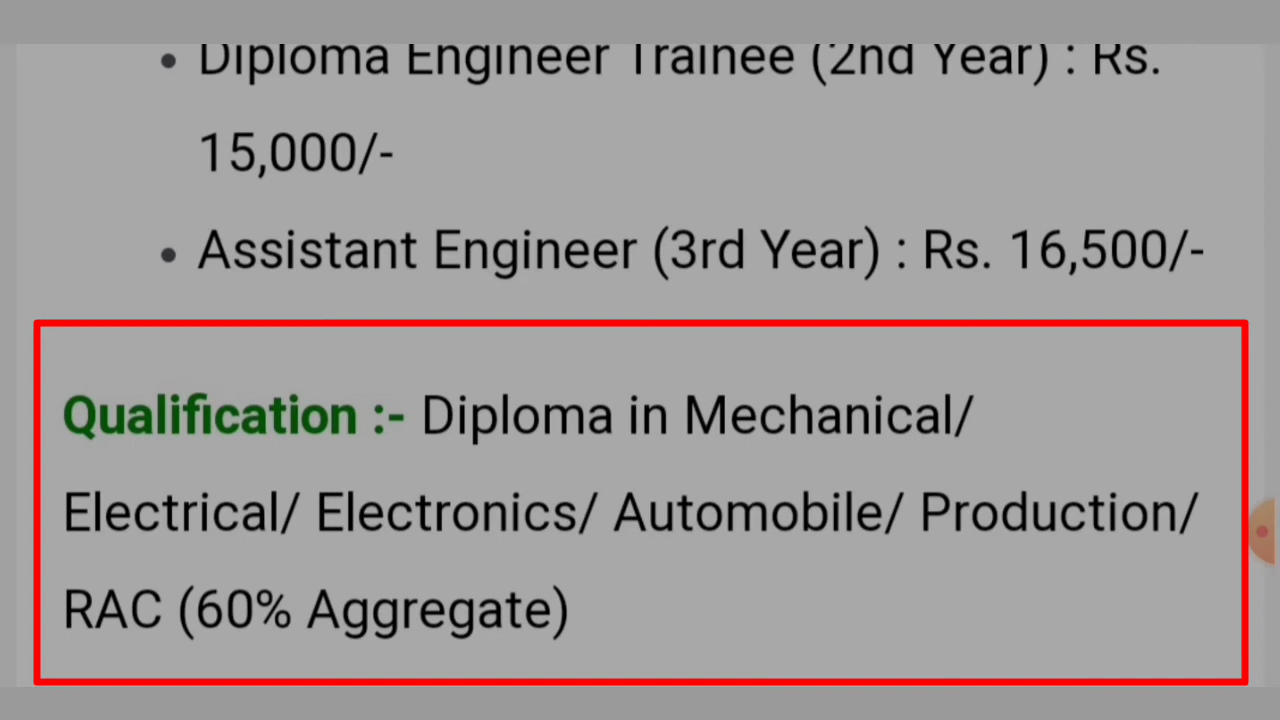 Diploma Engineer Trainee (2nd Year) : Rs.
15,000/-
Assistant Engineer (3rd Year) : Rs. 16,500/-
Qualification :- Diploma in Mechanical/
Electrical/ Electronics/ Automobile/ Production/
RAC (60% Aggregate)